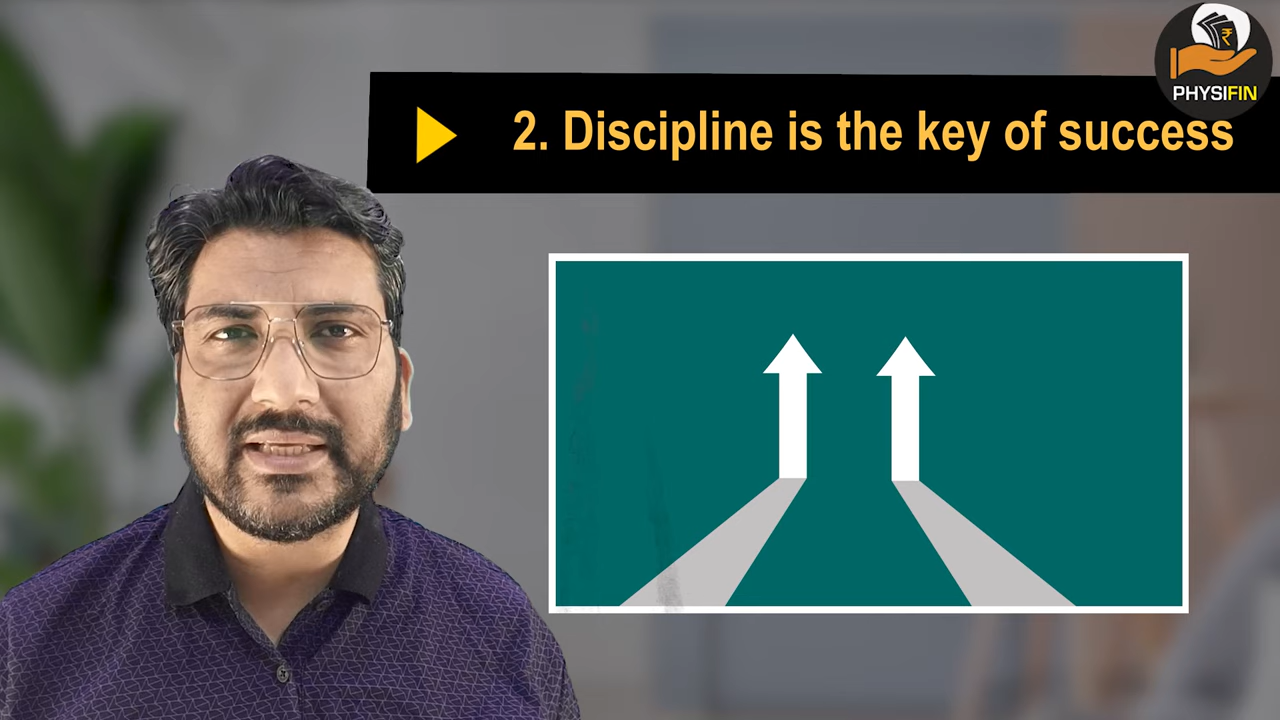 2. Discipline is the key of success
₹
PHYSIFIN